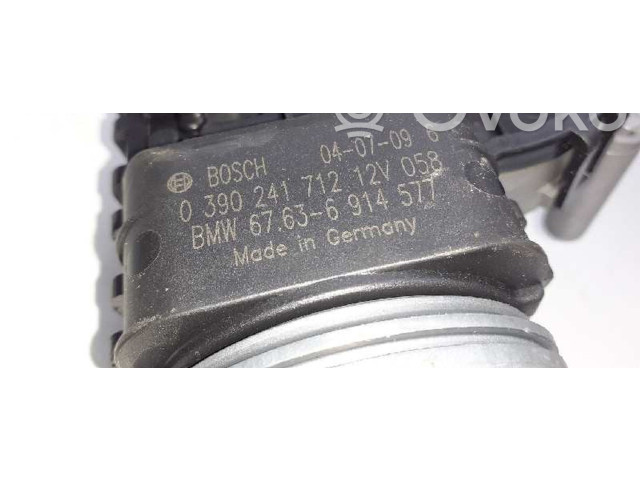 BOSCH 04-07-09 6
0 390 241 712 12V 058
BMW 67.63-6 914 577
Made in Germany